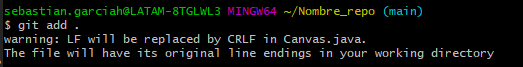 sebastian.garciah@LATAM-8TGLWL3 MINGW64 ~/Nombre_repo (main)
$ git add .
warning: LF will be replaced by CRLF in Canvas.java.
The file will have its original line endings in your working directory